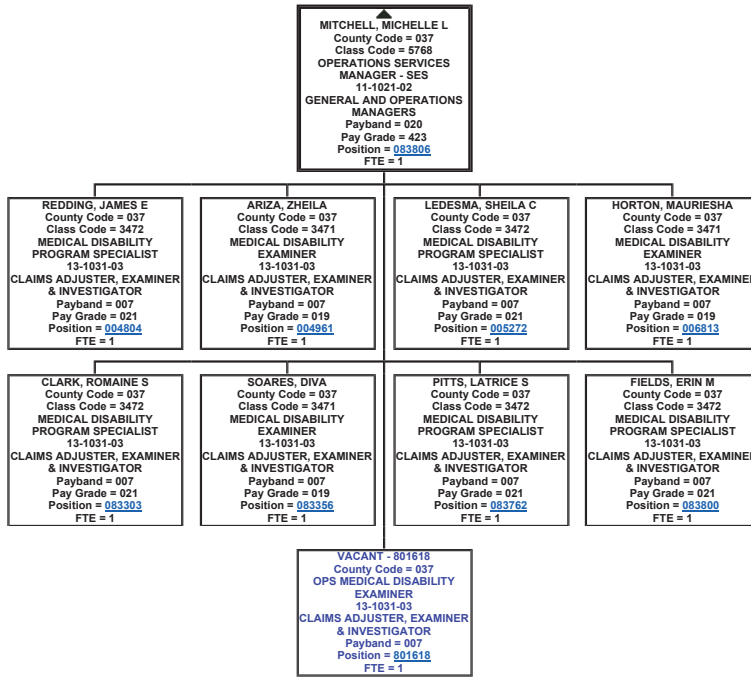 MITCHELL, MICHELLE L
County Code = 037
Class Code = 5768
OPERATIONS SERVICES
MANAGER - SES
11-1021-02
GENERAL AND OPERATIONS
MANAGERS
Payband = 020
Pay Grade = 423
Position = 083806
FTE = 1
REDDING, JAMES E
County Code = 037
Class Code = 3472
MEDICAL DISABILITY
PROGRAM SPECIALIST
13-1031-03
CLAIMS ADJUSTER, EXAMINER
& INVESTIGATOR
Payband = 007
Pay Grade = 021
Position = 004804
FTE = 1
ARIZA, ZHEILA
County Code = 037
Class Code = 3471
MEDICAL DISABILITY
EXAMINER
13-1031-03
CLAIMS ADJUSTER, EXAMINER
& INVESTIGATOR
Payband = 007
Pay Grade = 019
Position = 004961
FTE = 1
LEDESMA, SHEILA C
County Code = 037
Class Code = 3472
MEDICAL DISABILITY
PROGRAM SPECIALIST
13-1031-03
CLAIMS ADJUSTER, EXAMINER
& INVESTIGATOR
Payband = 007
Pay Grade = 021
Position = 005272
FTE = 1
HORTON, MAURIESHA
County Code = 037
Class Code = 3471
MEDICAL DISABILITY
EXAMINER
13-1031-03
CLAIMS ADJUSTER, EXAMINER
& INVESTIGATOR
Payband = 007
Pay Grade = 019
Position = 006813
FTE = 1
CLARK, ROMAINE S
County Code = 037
Class Code = 3472
MEDICAL DISABILITY
PROGRAM SPECIALIST
13-1031-03
CLAIMS ADJUSTER, EXAMINER
& INVESTIGATOR
Payband = 007
Pay Grade = 021
Position = 083303
FTE = 1
SOARES, DIVA
County Code = 037
Class Code = 3471
MEDICAL DISABILITY
EXAMINER
13-1031-03
CLAIMS ADJUSTER, EXAMINER
& INVESTIGATOR
Payband = 007
Pay Grade = 019
Position = 083356
FTE = 1
PITTS, LATRICE S
County Code = 037
Class Code = 3472
MEDICAL DISABILITY
PROGRAM SPECIALIST
13-1031-03
CLAIMS ADJUSTER, EXAMINER
& INVESTIGATOR
Payband = 007
Pay Grade = 021
Position = 083762
FTE = 1
FIELDS, ERIN M
County Code = 037
Class Code = 3472
MEDICAL DISABILITY
PROGRAM SPECIALIST
13-1031-03
CLAIMS ADJUSTER, EXAMINER
& INVESTIGATOR
Payband = 007
Pay Grade = 021
Position = 083800
FTE = 1
VACANT - 801618
County Code = 037
OPS MEDICAL DISABILITY
EXAMINER
13-1031-03
CLAIMS ADJUSTER, EXAMINER
& INVESTIGATOR
Payband = 007
Position = 801618
FTE = 1